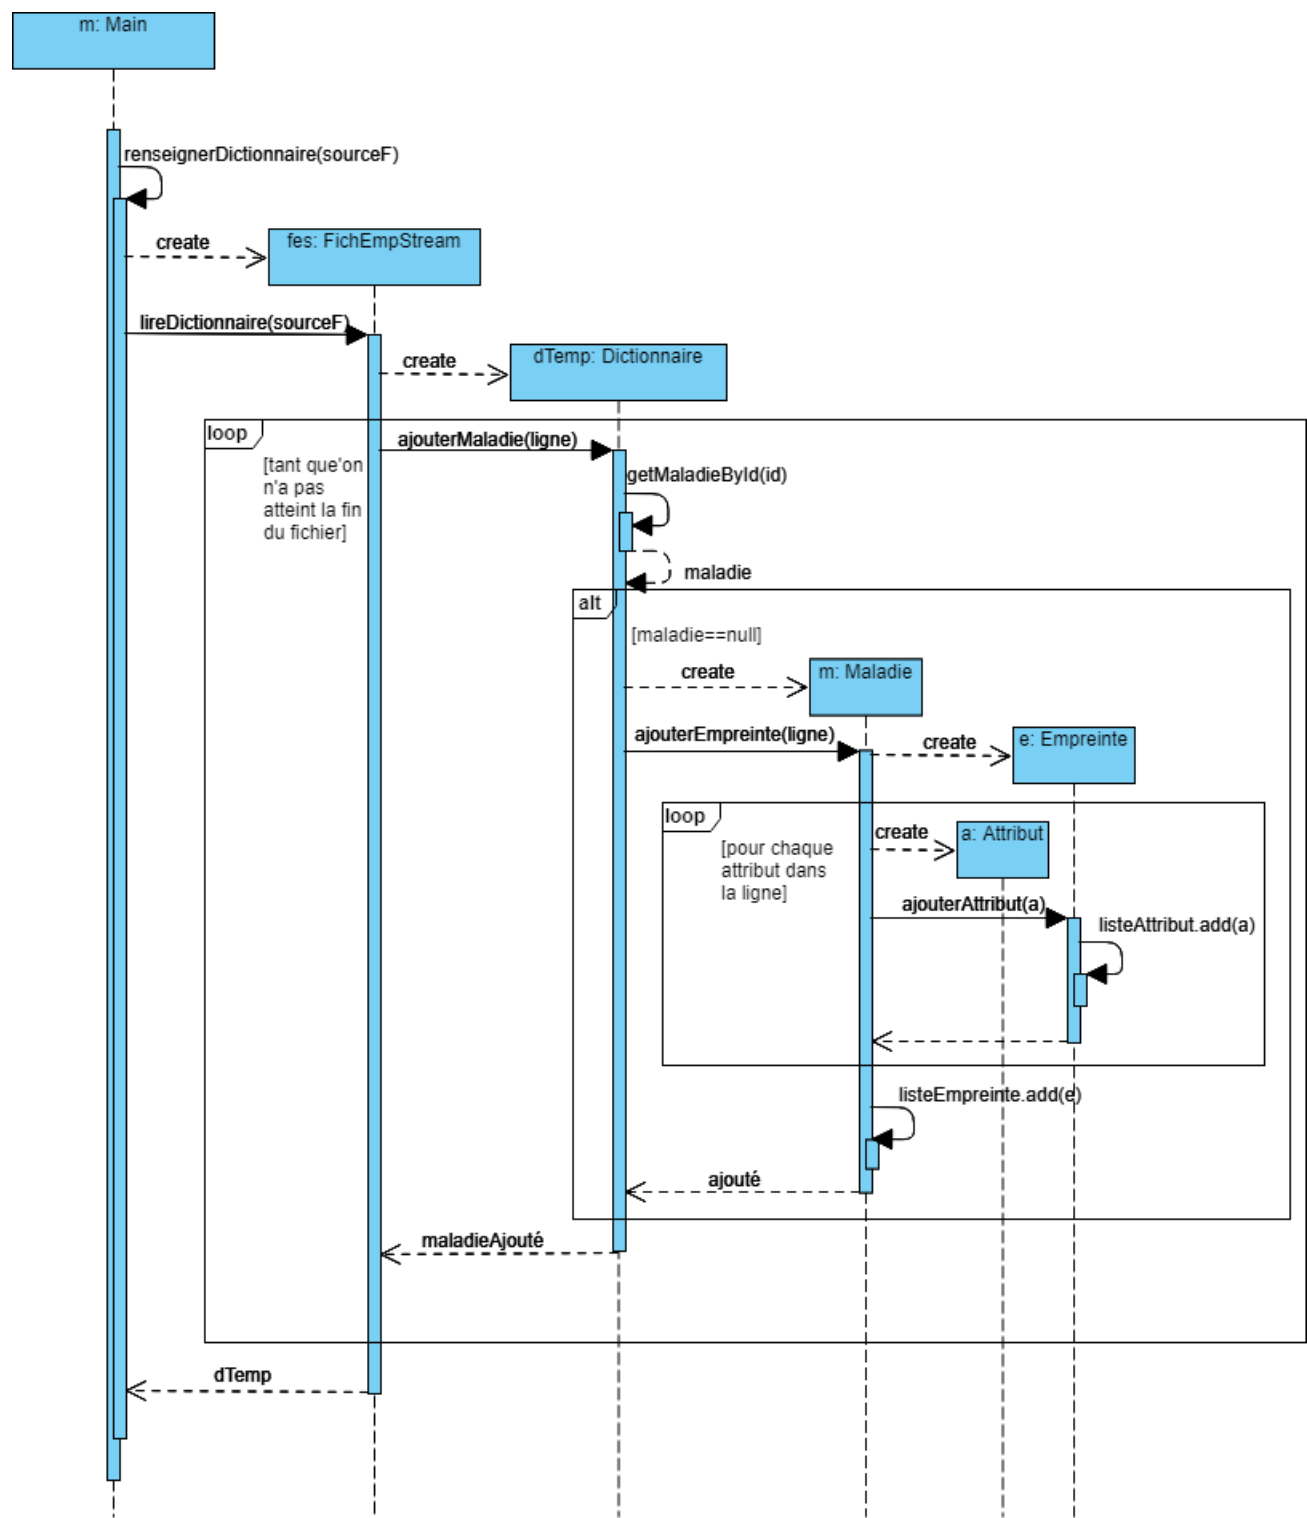 m: Main
renseignerDictionnaire(sourceF)
create
fes: FichEmpStream
lireDictionnaire(sourceF)
create
dTemp: Dictionnaire
loop
[tant que'on
n'a pas
atteint la fin
du fichier]
ajouterMaladie(ligne)
getMaladieById(id)
maladie
alt
[maladie==null]
create
m: Maladie
ajouterEmpreinte(ligne)
create
e: Empreinte
loop
[pour chaque
attribut dans
la ligne]
create
a: Attribut
ajouterAttribut(a)
listeAttribut.add(a)
listeEmpreinte.add(e)
ajouté
maladieAjouté
dTemp